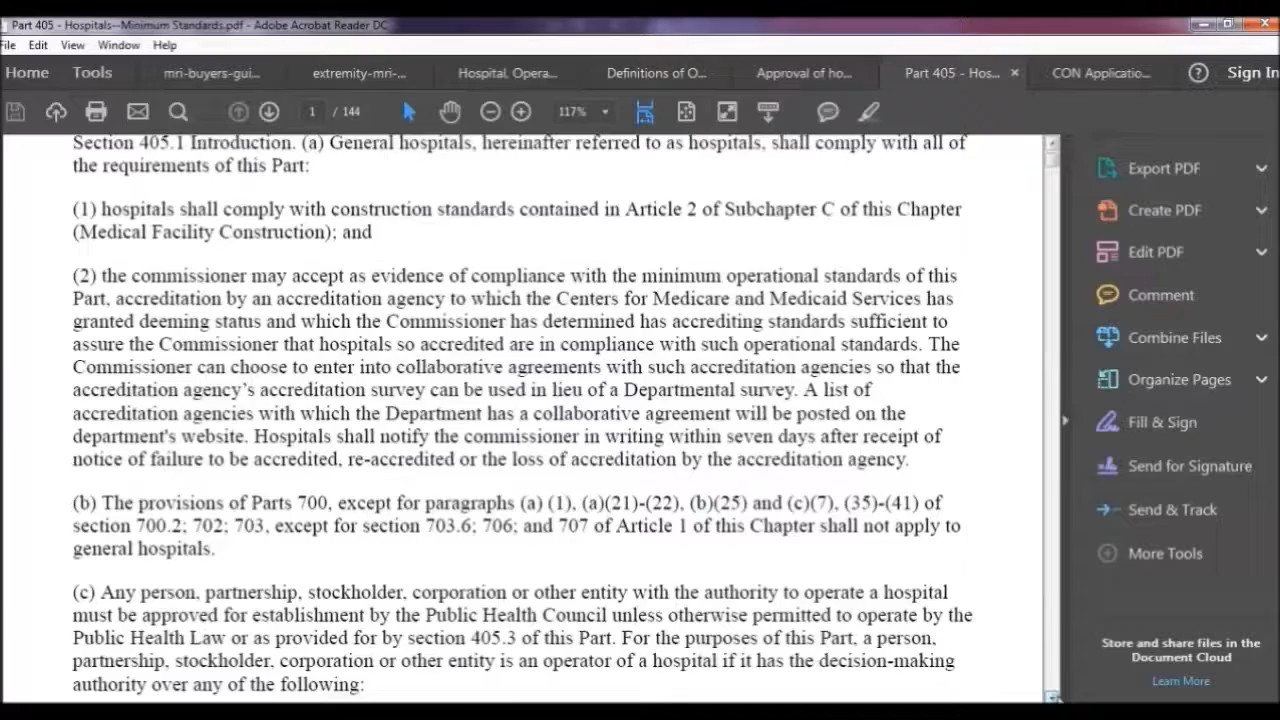 Part 405 - Hospitals--Minimum Standards.pdf - Adobe Acrobat Reader DC
File Edit View Window Help
Home Tools mri-buyers-gui... extremity-mri-... Hospital, Opera... Definitions of O... Approval of ho... Part 405 - Hos... × CON Applicatio... ? Sign In
1 / 144 117%
Section 405.1 Introduction. (a) General hospitals, hereinafter referred to as hospitals, shall comply with all of
the requirements of this Part:
(1) hospitals shall comply with construction standards contained in Article 2 of Subchapter C of this Chapter
(Medical Facility Construction); and
(2) the commissioner may accept as evidence of compliance with the minimum operational standards of this
Part, accreditation by an accreditation agency to which the Centers for Medicare and Medicaid Services has
granted deeming status and which the Commissioner has determined has accrediting standards sufficient to
assure the Commissioner that hospitals so accredited are in compliance with such operational standards. The
Commissioner can choose to enter into collaborative agreements with such accreditation agencies so that the
accreditation agency's accreditation survey can be used in lieu of a Departmental survey. A list of
accreditation agencies with which the Department has a collaborative agreement will be posted on the
department's website. Hospitals shall notify the commissioner in writing within seven days after receipt of
notice of failure to be accredited, re-accredited or the loss of accreditation by the accreditation agency.
(b) The provisions of Parts 700, except for paragraphs (a) (1), (a)(21)-(22), (b)(25) and (c)(7), (35)-(41) of
section 700.2; 702; 703, except for section 703.6; 706; and 707 of Article 1 of this Chapter shall not apply to
general hospitals.
(c) Any person, partnership, stockholder, corporation or other entity with the authority to operate a hospital
must be approved for establishment by the Public Health Council unless otherwise permitted to operate by the
Public Health Law or as provided for by section 405.3 of this Part. For the purposes of this Part, a person,
partnership, stockholder, corporation or other entity is an operator of a hospital if it has the decision-making
authority over any of the following:
Export PDF
Create PDF
Edit PDF
Comment
Combine Files
Organize Pages
Fill & Sign
Send for Signature
Send & Track
More Tools
Store and share files in the
Document Cloud
Learn More